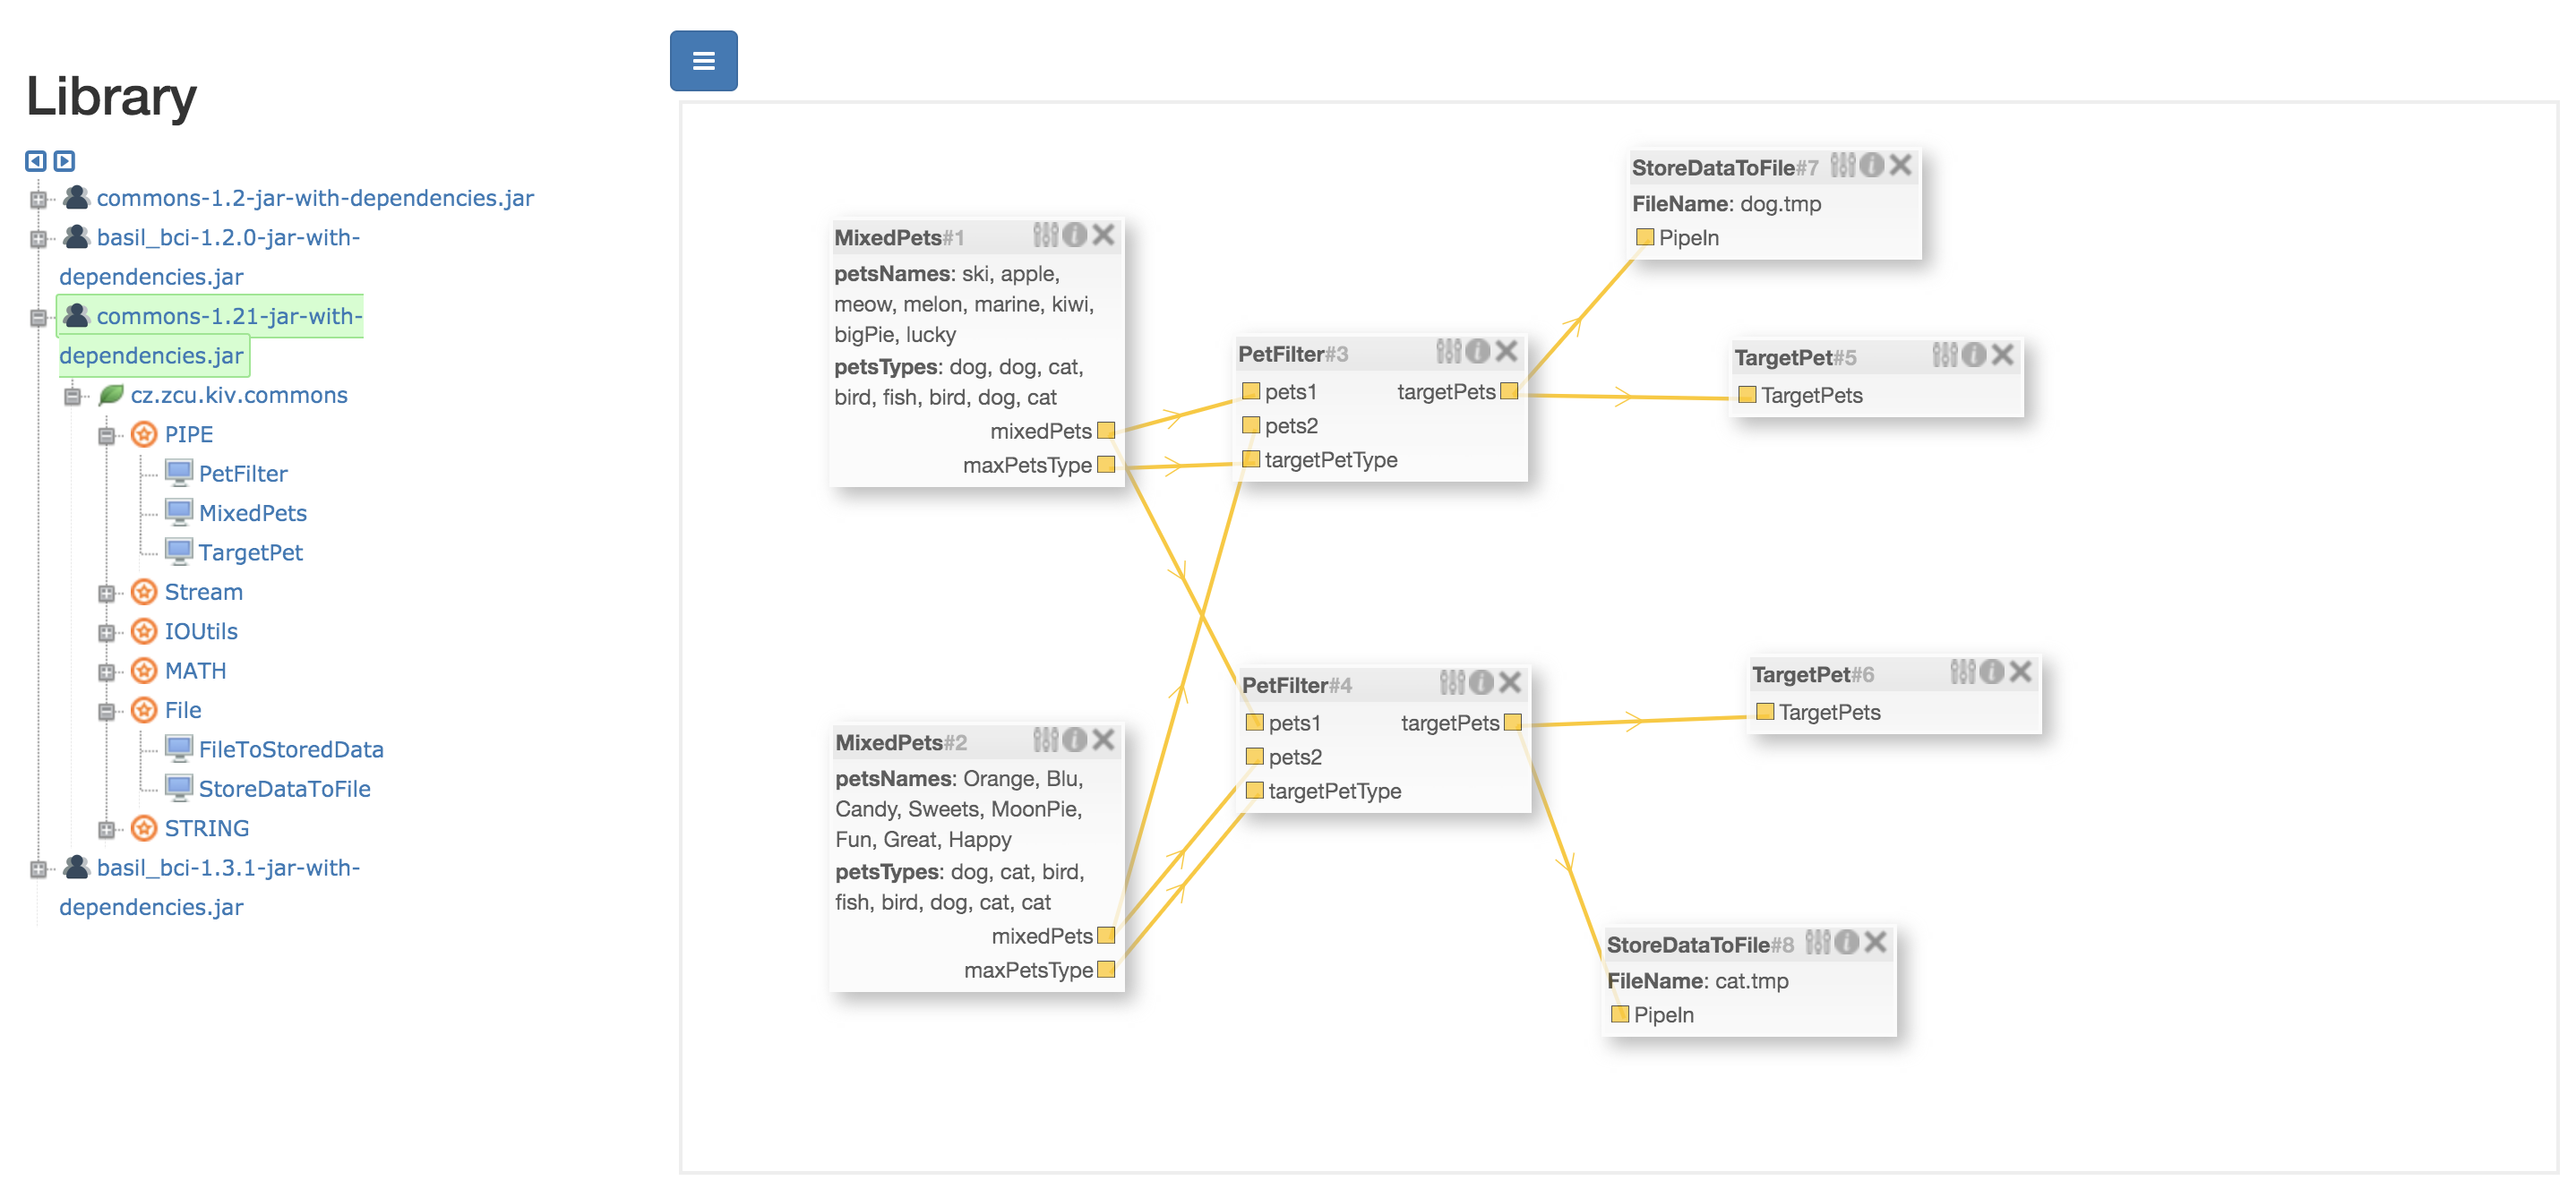 Library
commons-1.2-jar-with-dependencies.jar
basil_bci-1.2.0-jar-with-
dependencies.jar
commons-1.21-jar-with-
dependencies.jar
cz.zcu.kiv.commons
PIPE
PetFilter
MixedPets
TargetPet
Stream
IOUtils
MATH
File
FileToStoredData
StoreDataToFile
STRING
basil_bci-1.3.1-jar-with-
dependencies.jar
MixedPets#1
petsNames: ski, apple,
meow, melon, marine, kiwi,
bigPie, lucky
petsTypes: dog, dog, cat,
bird, fish, bird, dog, cat
mixedPets
maxPetsType
MixedPets#2
petsNames: Orange, Blu,
Candy, Sweets, MoonPie,
Fun, Great, Happy
petsTypes: dog, cat, bird,
fish, bird, dog, cat, cat
mixedPets
maxPetsType
PetFilter#3
pets1 targetPets
pets2
targetPetType
PetFilter#4
pets1 targetPets
pets2
targetPetType
StoreDataToFile#7
FileName: dog.tmp
PipeIn
TargetPet#5
TargetPets
TargetPet#6
TargetPets
StoreDataToFile#8
FileName: cat.tmp
PipeIn